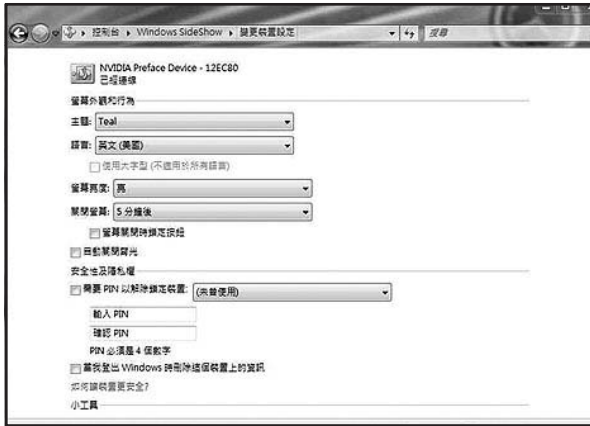 控制台 ▸ Windows SideShow ▸ 變更裝置設定
搜尋
NVIDIA Preface Device - 12EC80
已經連線
螢幕外觀和行為
主題: Teal
語言: 英文 (美國)
使用大字型 (不適用於所有語言)
螢幕亮度: 亮
關閉螢幕: 5 分鐘後
螢幕關閉時鎖定按鈕
自動關閉背光
安全性及隱私權
需要 PIN 以解除鎖定裝置: (未曾使用)
輸入 PIN
確認 PIN
PIN 必須是 4 個數字
當我登出 Windows 時刪除這個裝置上的資訊
如何讓裝置更安全?
小工具